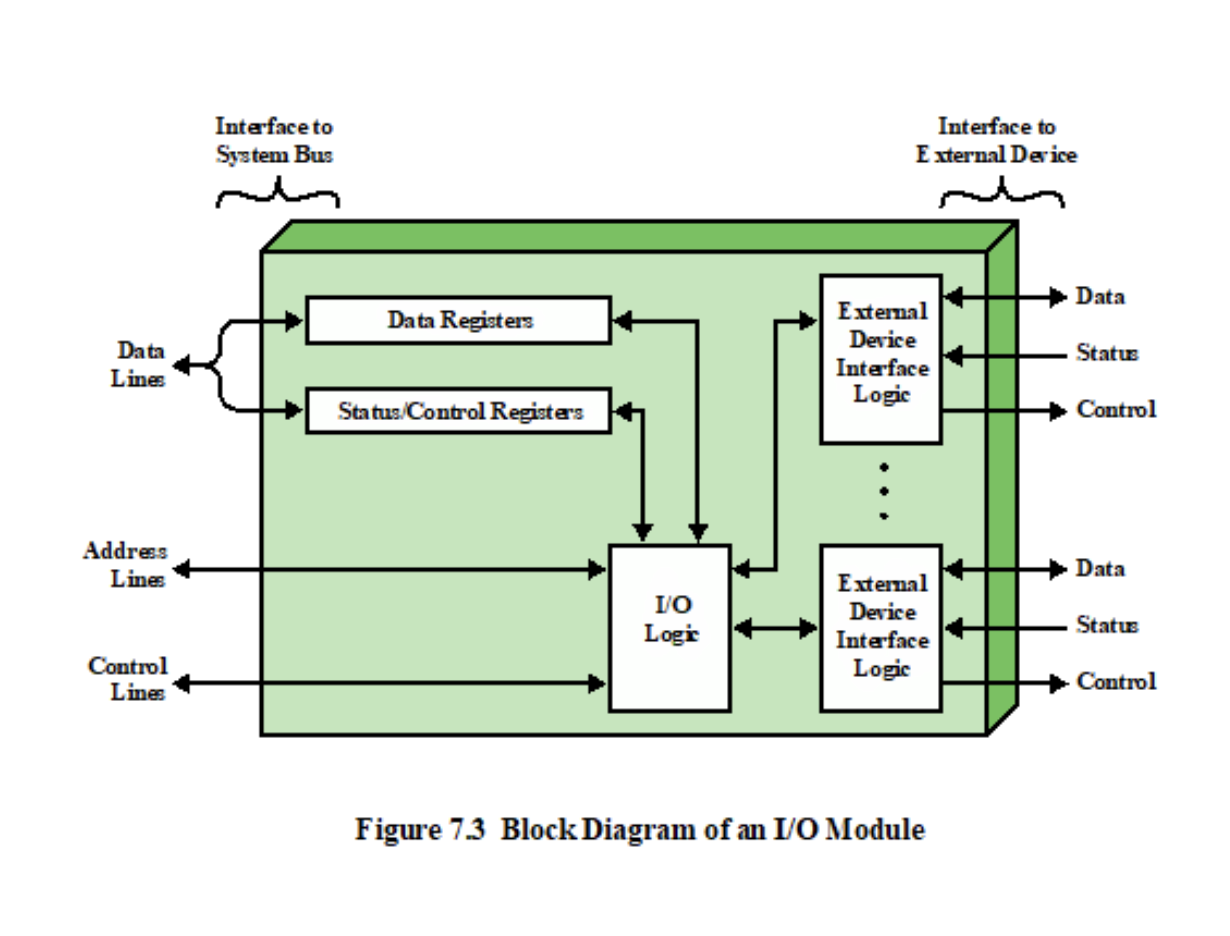 Interface to
System Bus
Interface to
External Device
Data Registers
Status/Control Registers
Data
Lines
Address
Lines
Control
Lines
I/O
Logic
External
Device
Interface
Logic
Data
Status
Control
External
Device
Interface
Logic
Data
Status
Control
Figure 7.3 Block Diagram of an I/O Module